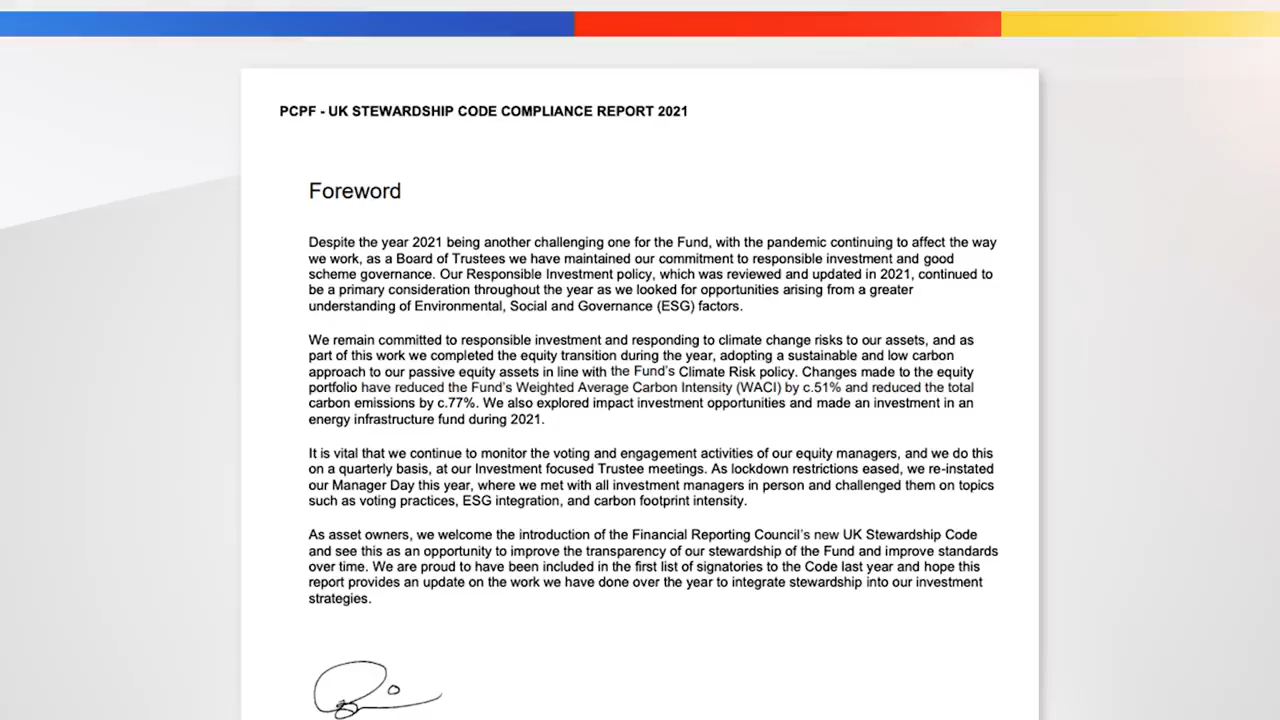 PCPF - UK STEWARDSHIP CODE COMPLIANCE REPORT 2021
Foreword
Despite the year 2021 being another challenging one for the Fund, with the pandemic continuing to affect the way
we work, as a Board of Trustees we have maintained our commitment to responsible investment and good
scheme governance. Our Responsible Investment policy, which was reviewed and updated in 2021, continued to
be a primary consideration throughout the year as we looked for opportunities arising from a greater
understanding of Environmental, Social and Governance (ESG) factors.
We remain committed to responsible investment and responding to climate change risks to our assets, and as
part of this work we completed the equity transition during the year, adopting a sustainable and low carbon
approach to our passive equity assets in line with the Fund's Climate Risk policy. Changes made to the equity
portfolio have reduced the Fund's Weighted Average Carbon Intensity (WACI) by c.51% and reduced the total
carbon emissions by c.77%. We also explored impact investment opportunities and made an investment in an
energy infrastructure fund during 2021.
It is vital that we continue to monitor the voting and engagement activities of our equity managers, and we do this
on a quarterly basis, at our Investment focused Trustee meetings. As lockdown restrictions eased, we re-instated
our Manager Day this year, where we met with all investment managers in person and challenged them on topics
such as voting practices, ESG integration, and carbon footprint intensity.
As asset owners, we welcome the introduction of the Financial Reporting Council's new UK Stewardship Code
and see this as an opportunity to improve the transparency of our stewardship of the Fund and improve standards
over time. We are proud to have been included in the first list of signatories to the Code last year and hope this
report provides an update on the work we have done over the year to integrate stewardship into our investment
strategies.